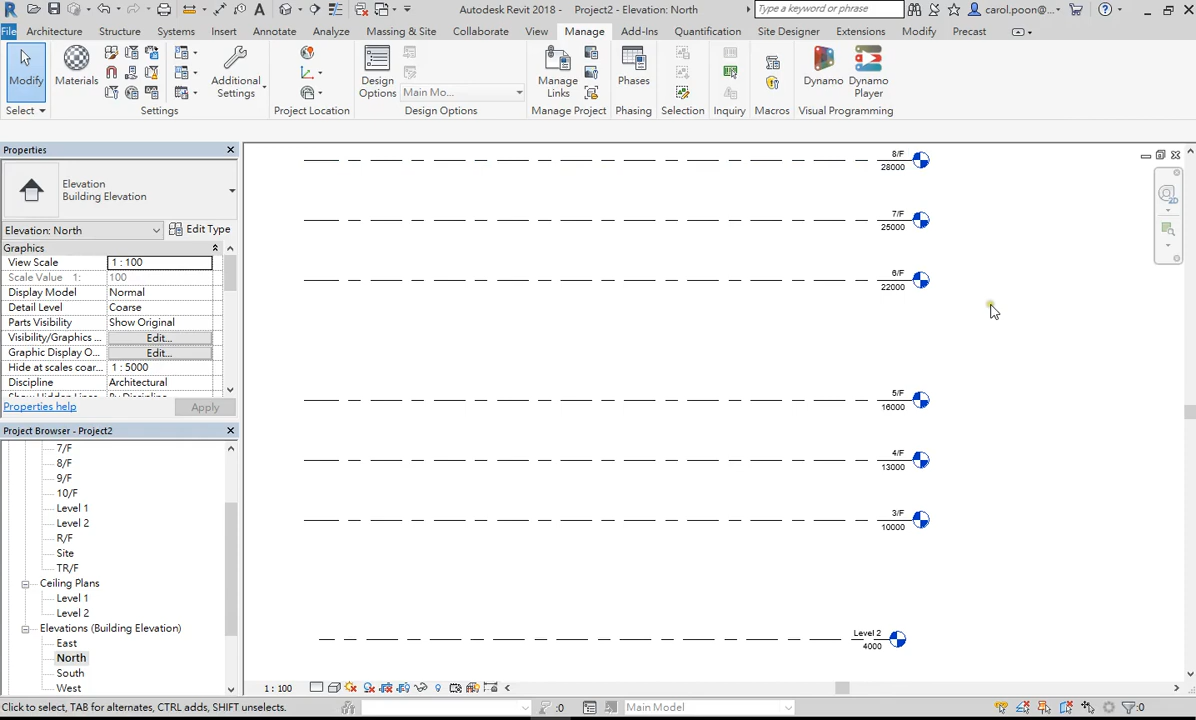 Autodesk Revit 2018 - Project2 - Elevation: North
Type a keyword or phrase
carol.poon@...
File Architecture Structure Systems Insert Annotate Analyze Massing & Site Collaborate View Manage Add-Ins Quantification Site Designer Extensions Modify Precast
Modify
Materials
Additional Settings
Design Options
Main Mo...
Manage Links
Phases
Dynamo
Dynamo Player
Select
Settings
Project Location
Design Options
Manage Project
Phasing
Selection
Inquiry
Macros
Visual Programming
Properties
Elevation
Building Elevation
Elevation: North
Edit Type
Graphics
View Scale 1 : 100
Scale Value 1: 100
Display Model Normal
Detail Level Coarse
Parts Visibility Show Original
Visibility/Graphics ... Edit...
Graphic Display O... Edit...
Hide at scales coar... 1 : 5000
Discipline Architectural
Show Hidden Lines By Discipline
Properties help
Apply
Project Browser - Project2
7/F
8/F
9/F
10/F
Level 1
Level 2
R/F
Site
TR/F
Ceiling Plans
Level 1
Level 2
Elevations (Building Elevation)
East
North
South
West
8/F
28000
7/F
25000
6/F
22000
5/F
16000
4/F
13000
3/F
10000
Level 2
4000
2D
1 : 100
Click to select, TAB for alternates, CTRL adds, SHIFT unselects.
:0
Main Model
:0